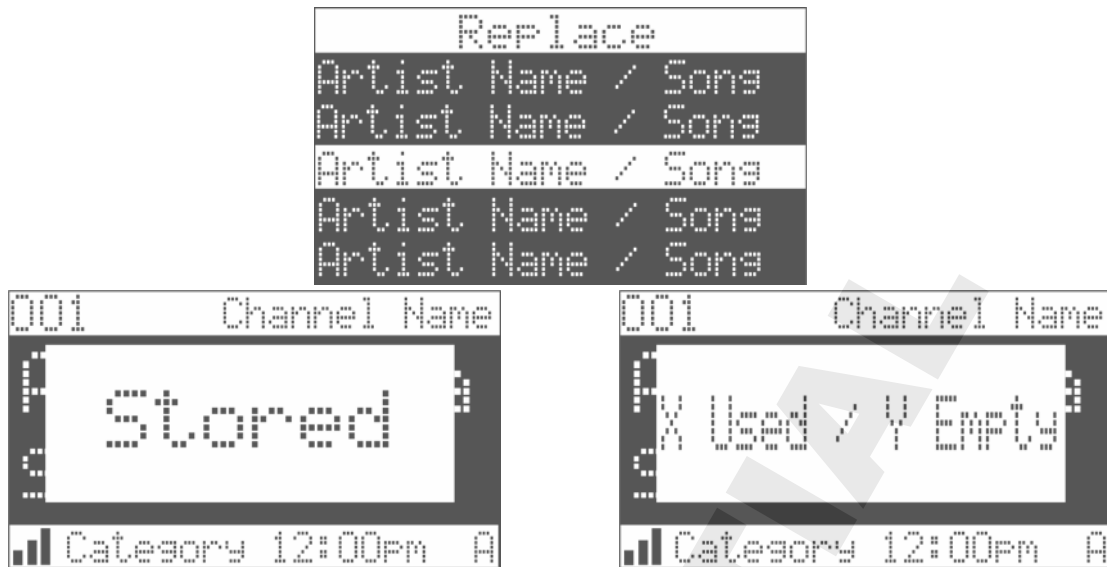 Replace
Artist Name / Song
Artist Name / Song
Artist Name / Song
Artist Name / Song
Artist Name / Song
001 Channel Name
Stored
Category 12:00pm A
001 Channel Name
X Used / Y Empty
Category 12:00pm A